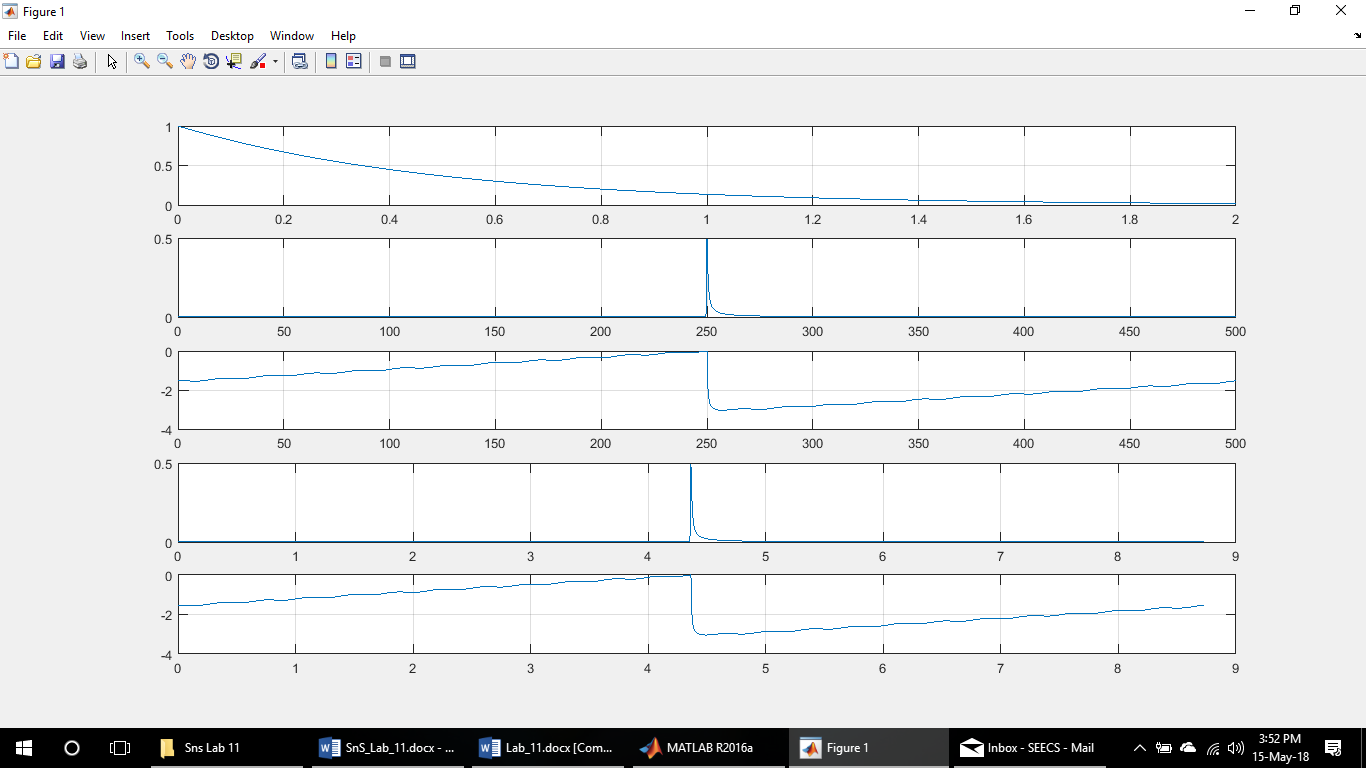 Figure 1
File Edit View Insert Tools Desktop Window Help
1
0.5
0
0 0.2 0.4 0.6 0.8 1 1.2 1.4 1.6 1.8 2
0.5
0
0 50 100 150 200 250 300 350 400 450 500
0
-2
-4
0 50 100 150 200 250 300 350 400 450 500
0.5
0
0 1 2 3 4 5 6 7 8 9
0
-2
-4
0 1 2 3 4 5 6 7 8 9
Sns Lab 11 SnS_Lab_11.docx - ... Lab_11.docx [Com... MATLAB R2016a Figure 1 Inbox - SEECS - Mail 3:52 PM
15-May-18